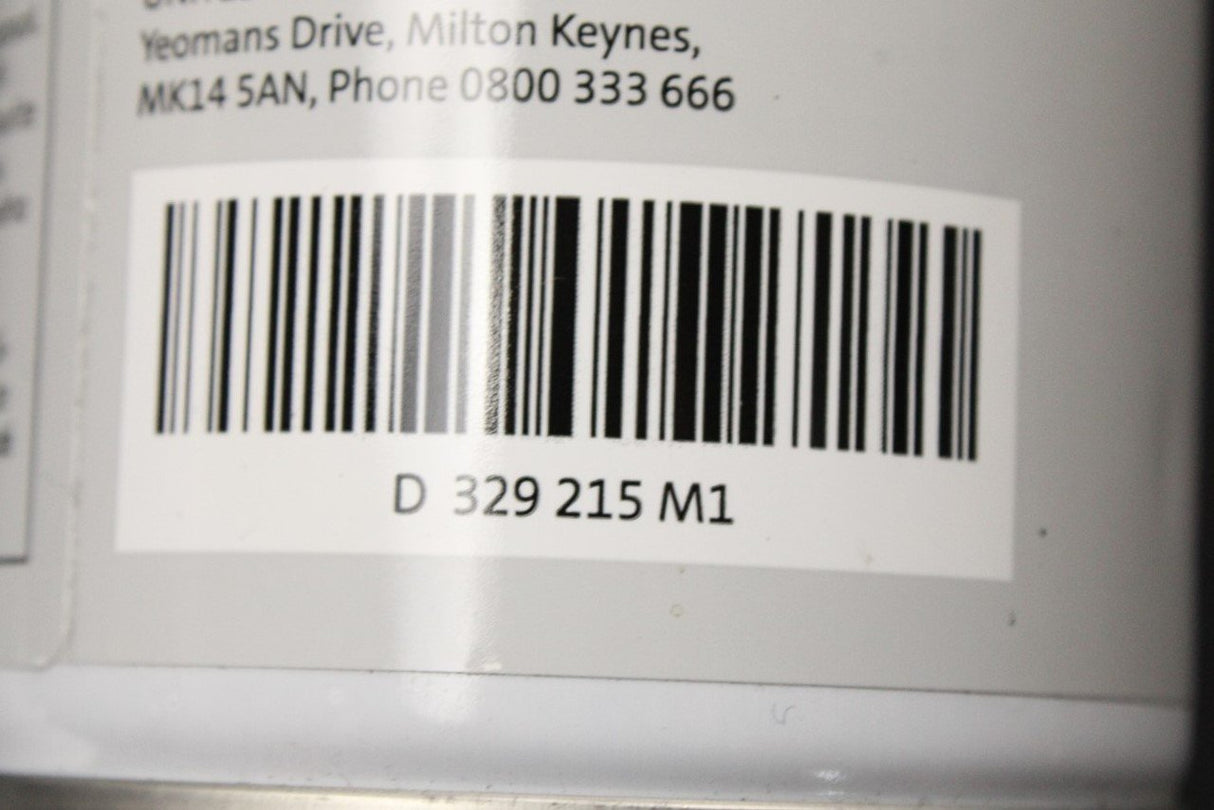 Yeomans Drive, Milton Keynes,
MK14 5AN, Phone 0800 333 666
D 329 215 M1